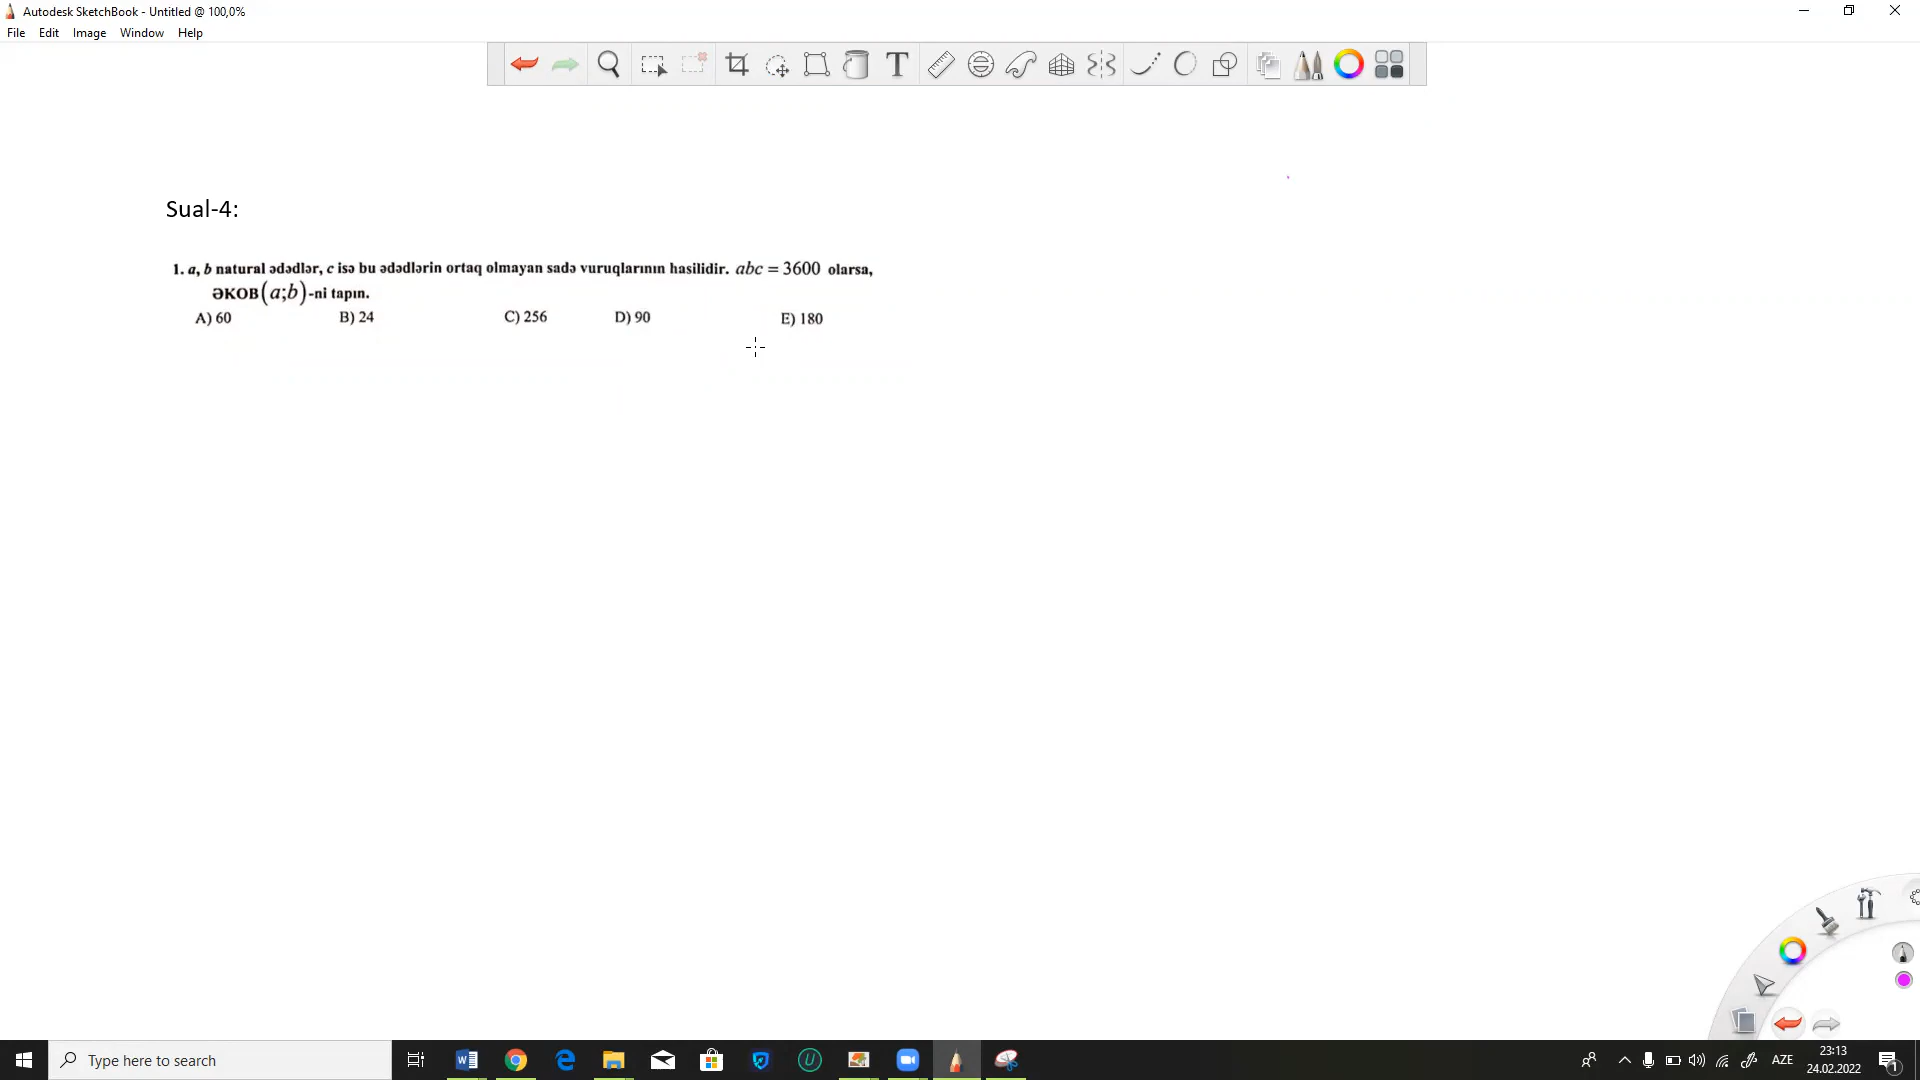 Autodesk SketchBook - Untitled @ 100,0%
File Edit Image Window Help
T
Sual-4:
1. a, b natural ədədlər, c isə bu ədədlərin ortaq olmayan sadə vuruqlarının hasilidir. abc = 3600 olarsa,
ƏKOB(a;b)-ni tapın.
A) 60 B) 24 C) 256 D) 90 E) 180
Type here to search
AZE
23:13
24.02.2022
1